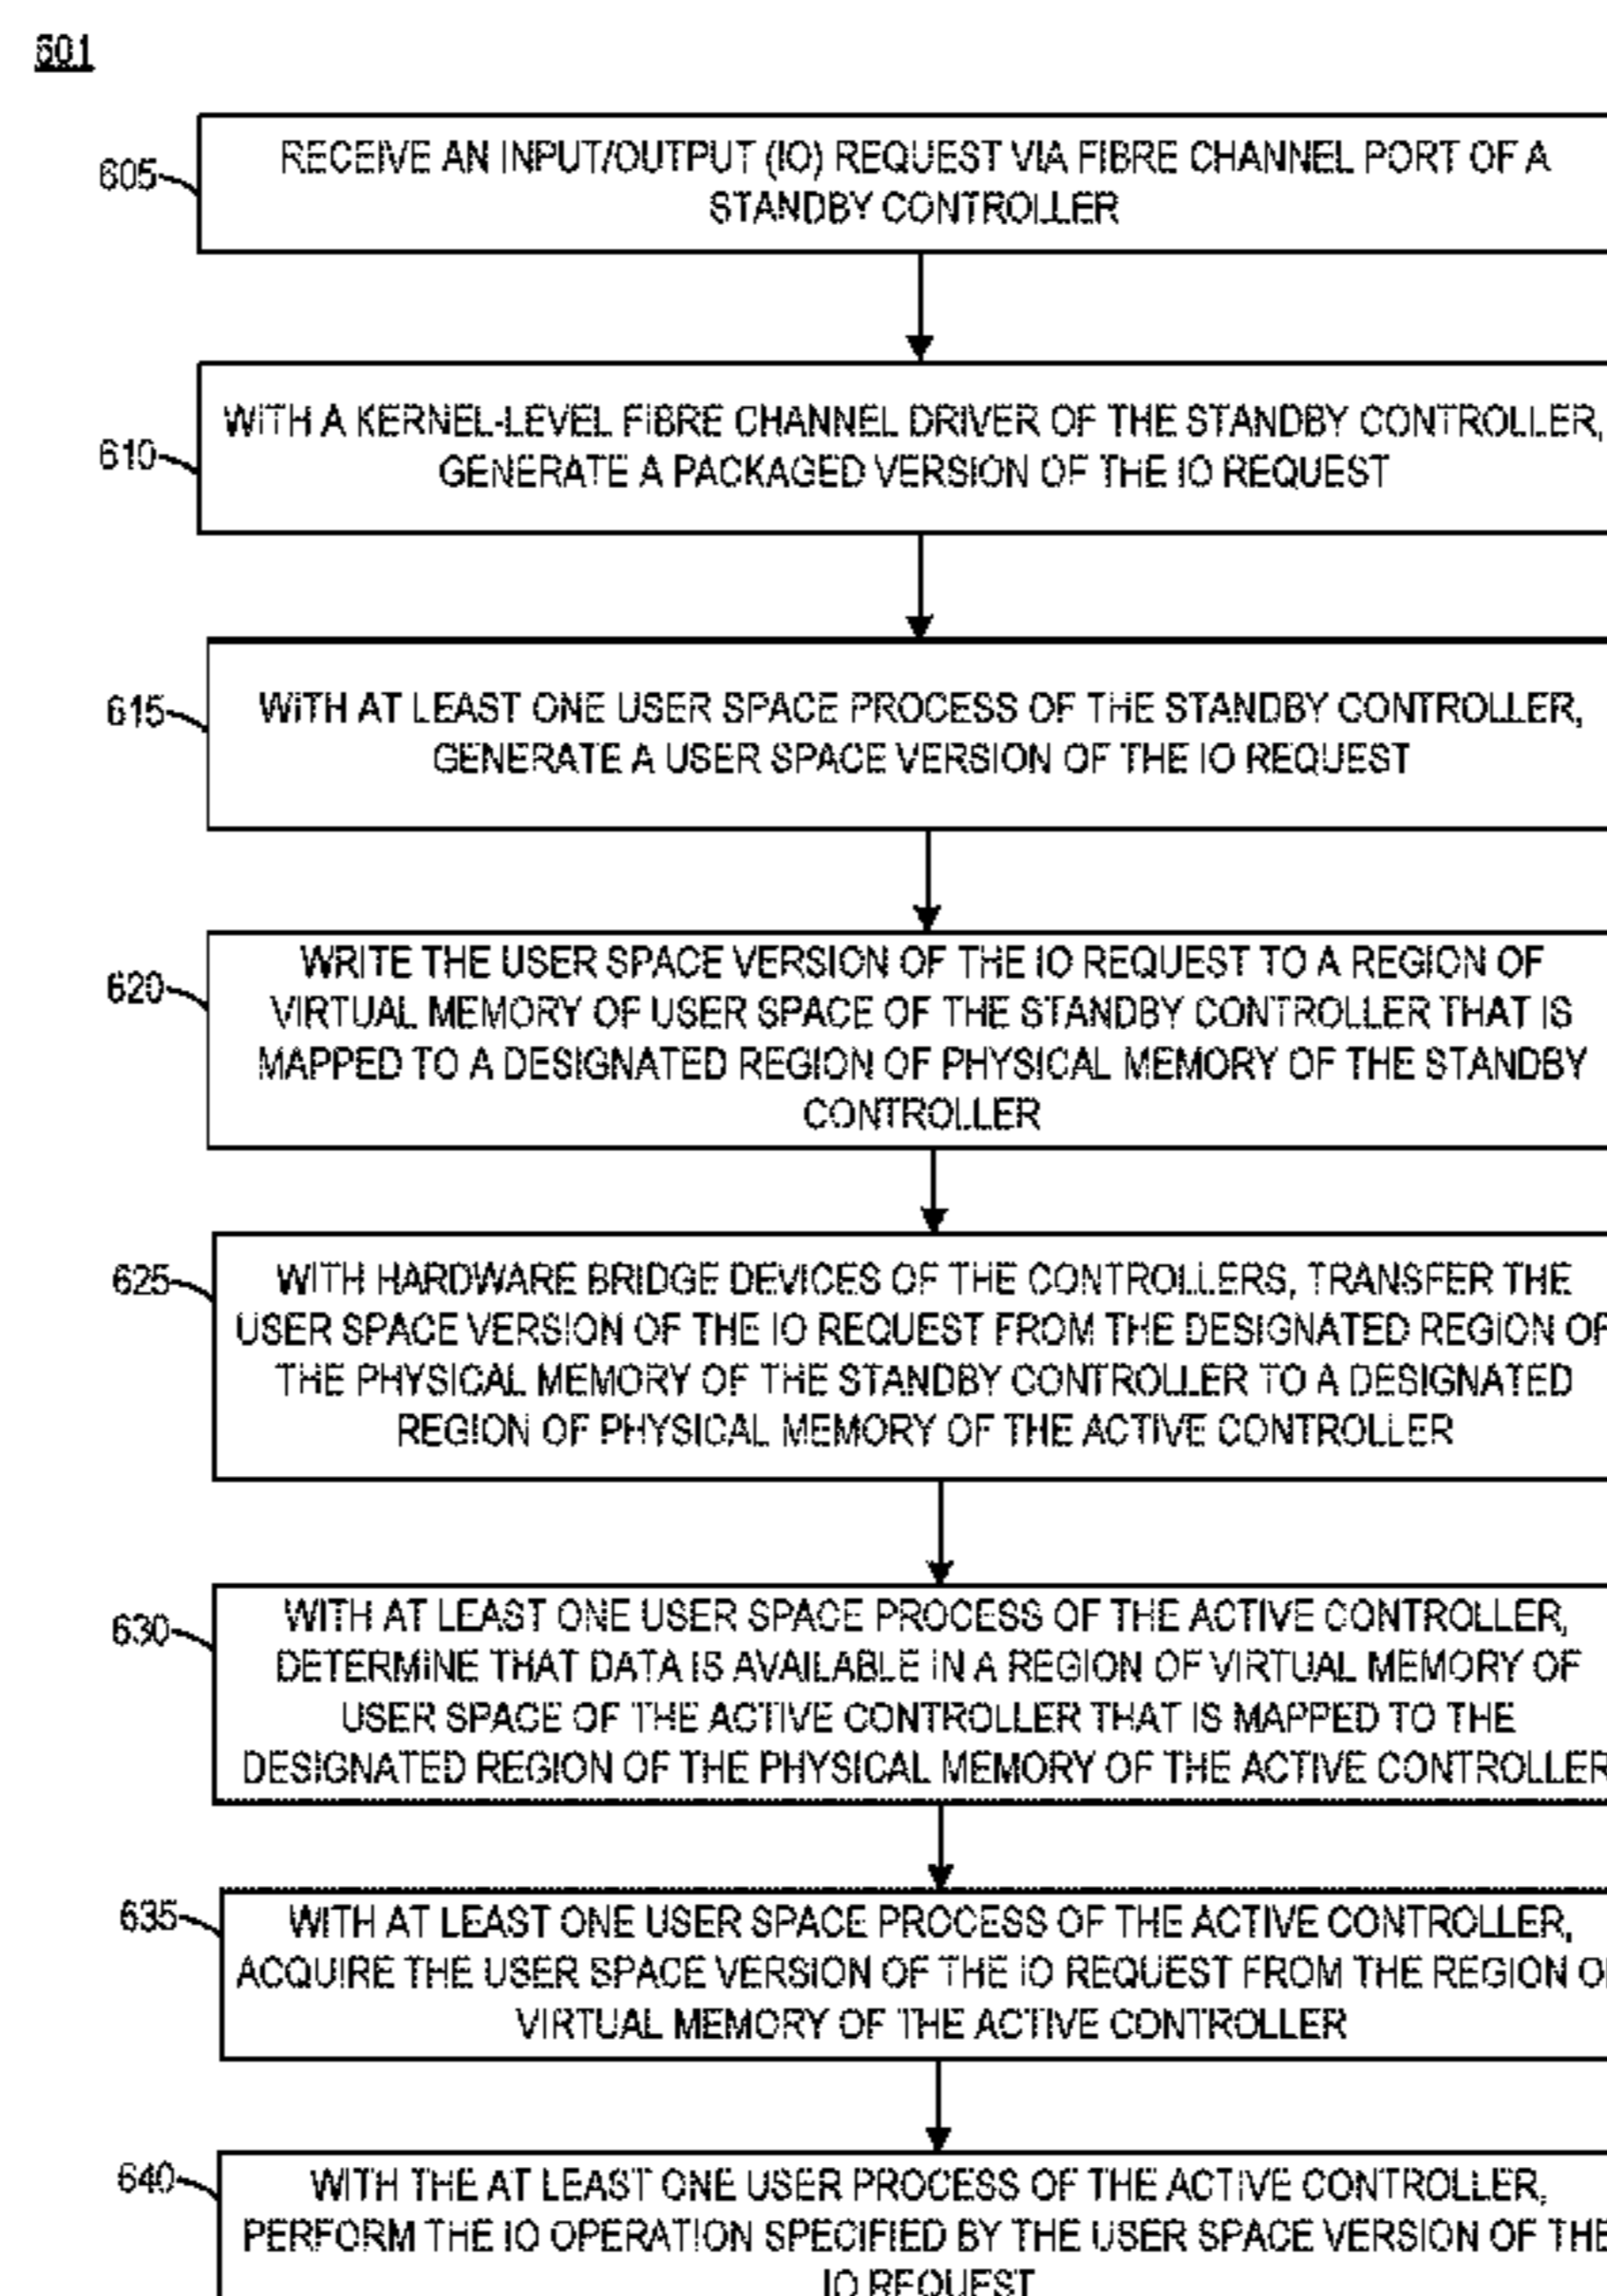 601
605
RECEIVE AN INPUT/OUTPUT (IO) REQUEST VIA FIBRE CHANNEL PORT OF A
STANDBY CONTROLLER
610
WITH A KERNEL-LEVEL FIBRE CHANNEL DRIVER OF THE STANDBY CONTROLLER,
GENERATE A PACKAGED VERSION OF THE IO REQUEST
615
WITH AT LEAST ONE USER SPACE PROCESS OF THE STANDBY CONTROLLER,
GENERATE A USER SPACE VERSION OF THE IO REQUEST
620
WRITE THE USER SPACE VERSION OF THE IO REQUEST TO A REGION OF
VIRTUAL MEMORY OF USER SPACE OF THE STANDBY CONTROLLER THAT IS
MAPPED TO A DESIGNATED REGION OF PHYSICAL MEMORY OF THE STANDBY
CONTROLLER
625
WITH HARDWARE BRIDGE DEVICES OF THE CONTROLLERS, TRANSFER THE
USER SPACE VERSION OF THE IO REQUEST FROM THE DESIGNATED REGION OF
THE PHYSICAL MEMORY OF THE STANDBY CONTROLLER TO A DESIGNATED
REGION OF PHYSICAL MEMORY OF THE ACTIVE CONTROLLER
630
WITH AT LEAST ONE USER SPACE PROCESS OF THE ACTIVE CONTROLLER,
DETERMINE THAT DATA IS AVAILABLE IN A REGION OF VIRTUAL MEMORY OF
USER SPACE OF THE ACTIVE CONTROLLER THAT IS MAPPED TO THE
DESIGNATED REGION OF THE PHYSICAL MEMORY OF THE ACTIVE CONTROLLER
635
WITH AT LEAST ONE USER SPACE PROCESS OF THE ACTIVE CONTROLLER,
ACQUIRE THE USER SPACE VERSION OF THE IO REQUEST FROM THE REGION OF
VIRTUAL MEMORY OF THE ACTIVE CONTROLLER
640
WITH THE AT LEAST ONE USER PROCESS OF THE ACTIVE CONTROLLER,
PERFORM THE IO OPERATION SPECIFIED BY THE USER SPACE VERSION OF THE
IO REQUEST